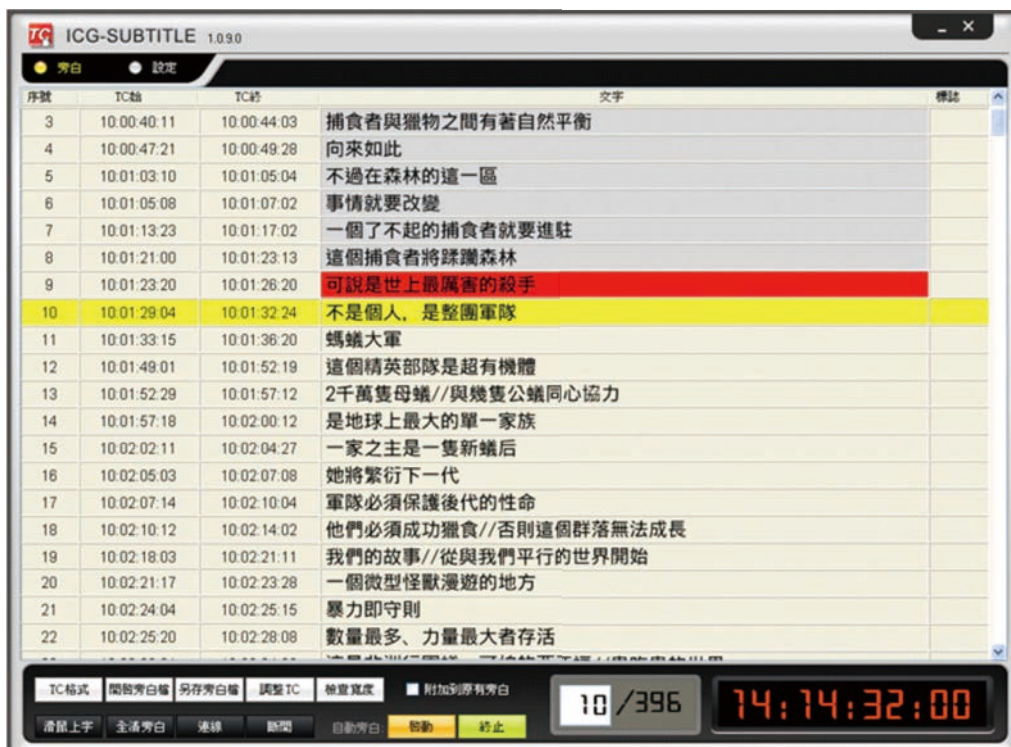 TC ICG-SUBTITLE 1.0.9.0
旁白 設定
序號 TC始 TC終 文字 標誌
3 10:00:40:11 10:00:44:03 捕食者與獵物之間有著自然平衡
4 10:00:47:21 10:00:49:28 向來如此
5 10:01:03:10 10:01:05:04 不過在森林的這一區
6 10:01:05:08 10:01:07:02 事情就要改變
7 10:01:13:23 10:01:17:02 一個了不起的捕食者就要進駐
8 10:01:21:00 10:01:23:13 這個捕食者將蹂躪森林
9 10:01:23:20 10:01:26:20 可說是世上最厲害的殺手
10 10:01:29:04 10:01:32:24 不是個人，是整團軍隊
11 10:01:33:15 10:01:36:20 螞蟻大軍
12 10:01:49:01 10:01:52:19 這個精英部隊是超有機體
13 10:01:52:29 10:01:57:12 2千萬隻母蟻//與幾隻公蟻同心協力
14 10:01:57:18 10:02:00:12 是地球上最大的單一家族
15 10:02:02:11 10:02:04:27 一家之主是一隻新蟻后
16 10:02:05:03 10:02:07:08 她將繁衍下一代
17 10:02:07:14 10:02:10:04 軍隊必須保護後代的性命
18 10:02:10:12 10:02:14:02 他們必須成功獵食//否則這個群落無法成長
19 10:02:18:03 10:02:21:11 我們的故事//從與我們平行的世界開始
20 10:02:21:17 10:02:23:28 一個微型怪獸漫遊的地方
21 10:02:24:04 10:02:25:15 暴力即守則
22 10:02:25:20 10:02:28:08 數量最多、力量最大者存活
TC格式 開啟旁白檔 另存旁白檔 調整TC 檢查寬度 附加到原有旁白
10/396 14:14:32:00
滑鼠上字 全清旁白 連線 斷開 自動旁白: 啟動 終止